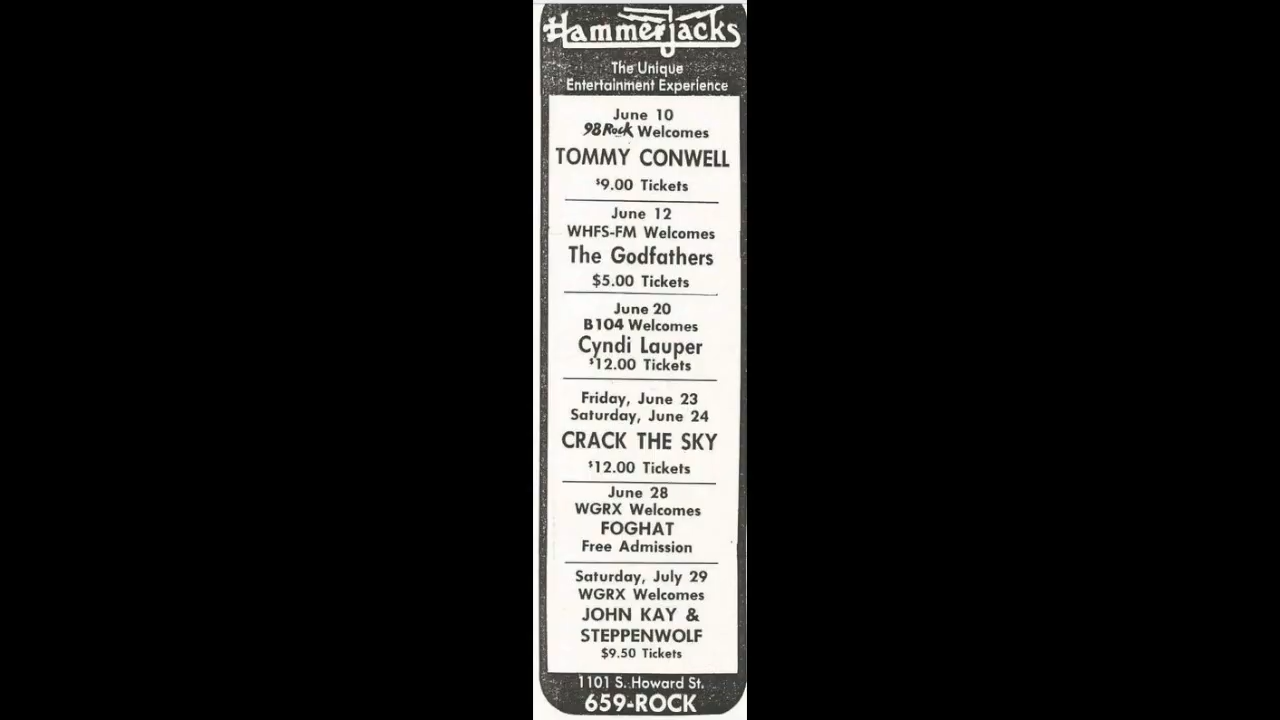 Hammerjacks
The Unique
Entertainment Experience
June 10
98 Rock Welcomes
TOMMY CONWELL
$9.00 Tickets
June 12
WHFS-FM Welcomes
The Godfathers
$5.00 Tickets
June 20
B104 Welcomes
Cyndi Lauper
$12.00 Tickets
Friday, June 23
Saturday, June 24
CRACK THE SKY
$12.00 Tickets
June 28
WGRX Welcomes
FOGHAT
Free Admission
Saturday, July 29
WGRX Welcomes
JOHN KAY &
STEPPENWOLF
$9.50 Tickets
1101 S. Howard St.
659-ROCK